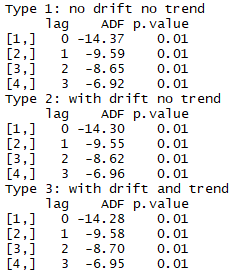 Type 1: no drift no trend
lag ADF p.value
[1,] 0 -14.37 0.01
[2,] 1 -9.59 0.01
[3,] 2 -8.65 0.01
[4,] 3 -6.92 0.01
Type 2: with drift no trend
lag ADF p.value
[1,] 0 -14.30 0.01
[2,] 1 -9.55 0.01
[3,] 2 -8.62 0.01
[4,] 3 -6.96 0.01
Type 3: with drift and trend
lag ADF p.value
[1,] 0 -14.28 0.01
[2,] 1 -9.58 0.01
[3,] 2 -8.70 0.01
[4,] 3 -6.95 0.01